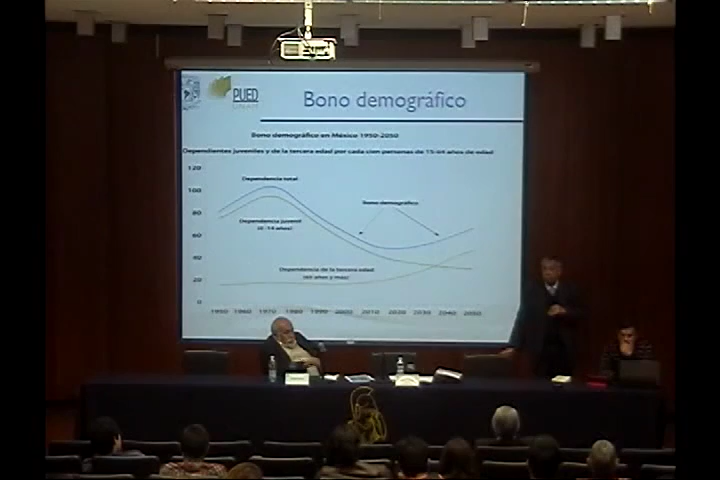 PUED
UNAM
Bono demográfico
Bono demográfico en México 1950-2050
Dependientes juveniles y de la tercera edad por cada cien personas de 15-64 años de edad
120
100
80
60
40
20
0
Dependencia total
Bono demográfico
Dependencia juvenil
(0-14 años)
Dependencia de la tercera edad
(65 años y más)
1950 1960 1970 1980 1990 2000 2010 2020 2030 2040 2050